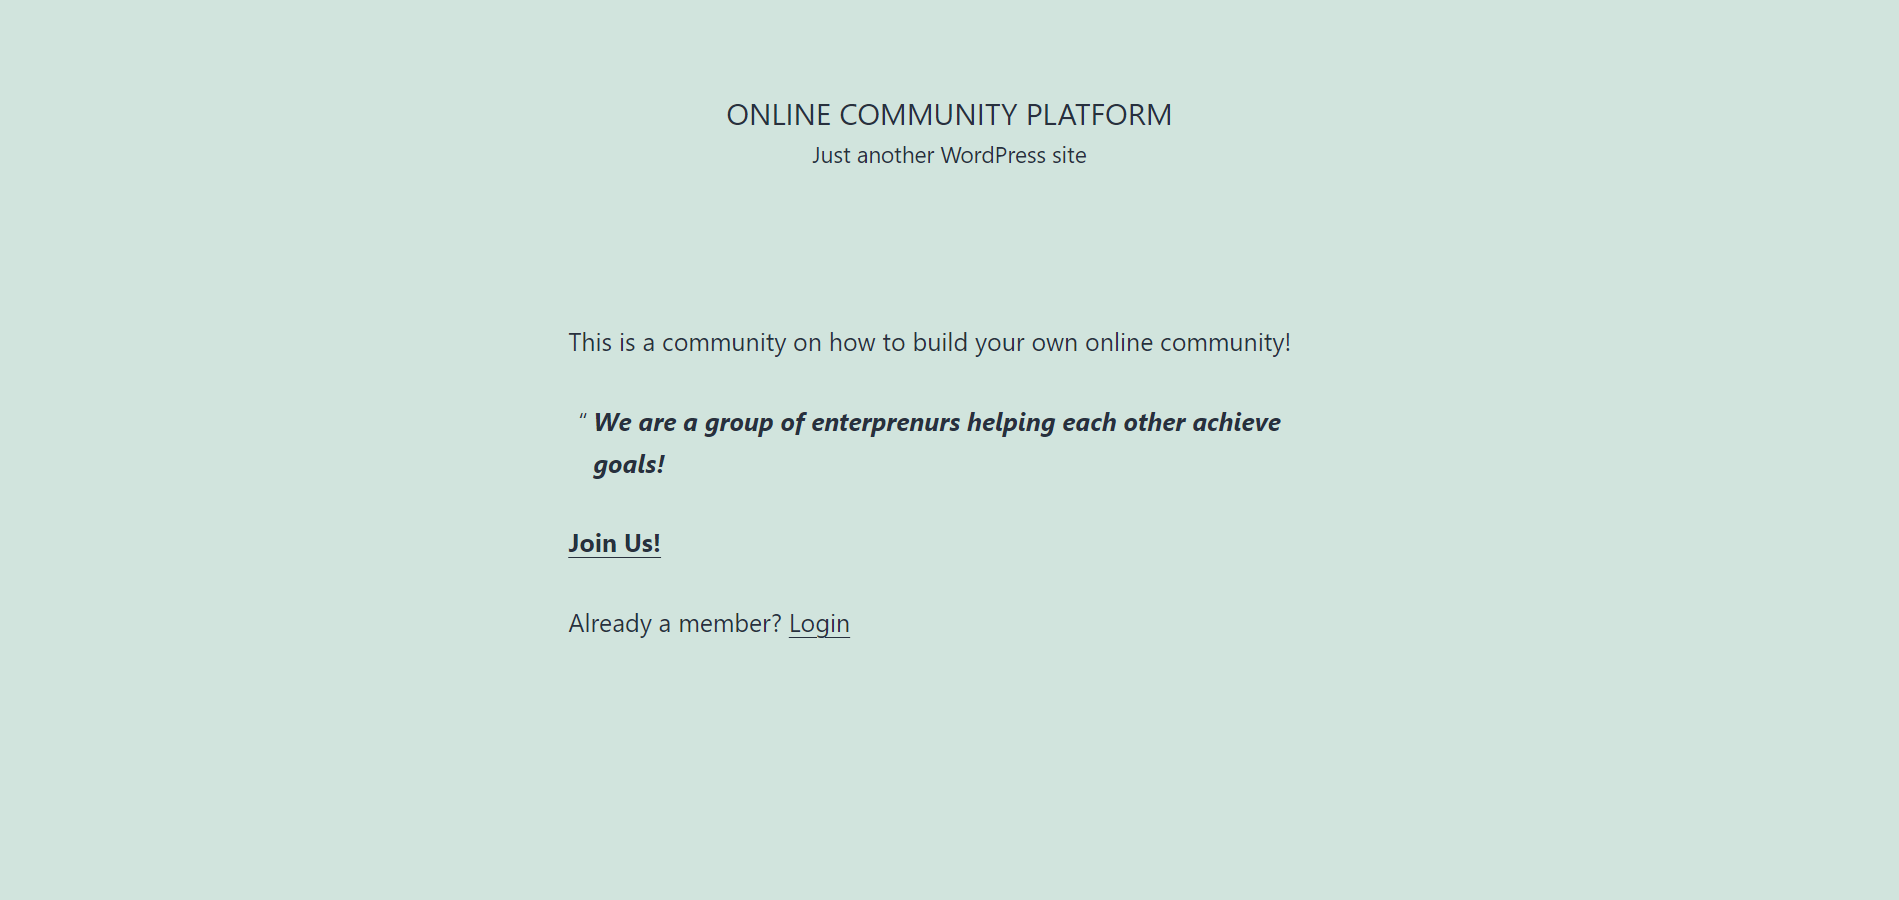 ONLINE COMMUNITY PLATFORM
Just another WordPress site
This is a community on how to build your own online community!
“ We are a group of enterprenurs helping each other achieve
goals!
Join Us!
Already a member? Login